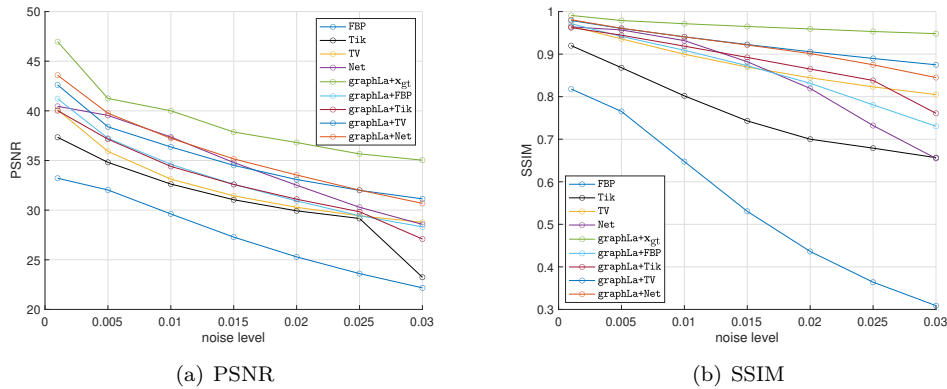 50
45
40
35
30
25
20
PSNR
0
0.005
0.01
0.015
0.02
0.025
0.03
noise level
FBP
Tik
TV
Net
graphLa+xgt
graphLa+FBP
graphLa+Tik
graphLa+TV
graphLa+Net
(a) PSNR
1
0.9
0.8
0.7
0.6
0.5
0.4
0.3
SSIM
0
0.005
0.01
0.015
0.02
0.025
0.03
noise level
FBP
Tik
TV
Net
graphLa+xgt
graphLa+FBP
graphLa+Tik
graphLa+TV
graphLa+Net
(b) SSIM